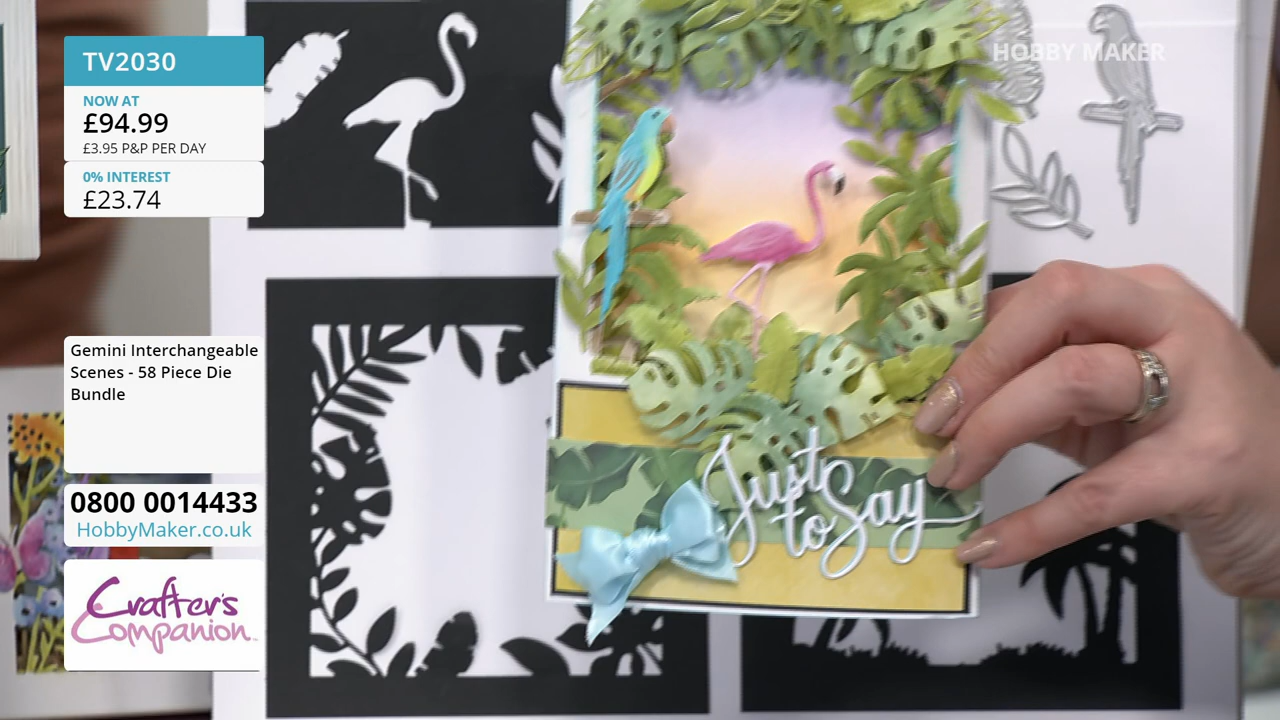 TV2030
NOW AT
£94.99
£3.95 P&P PER DAY
0% INTEREST
£23.74
Gemini Interchangeable
Scenes - 58 Piece Die
Bundle
0800 0014433
HobbyMaker.co.uk
Crafter's
Companion
HOBBY MAKER
Just
to Say